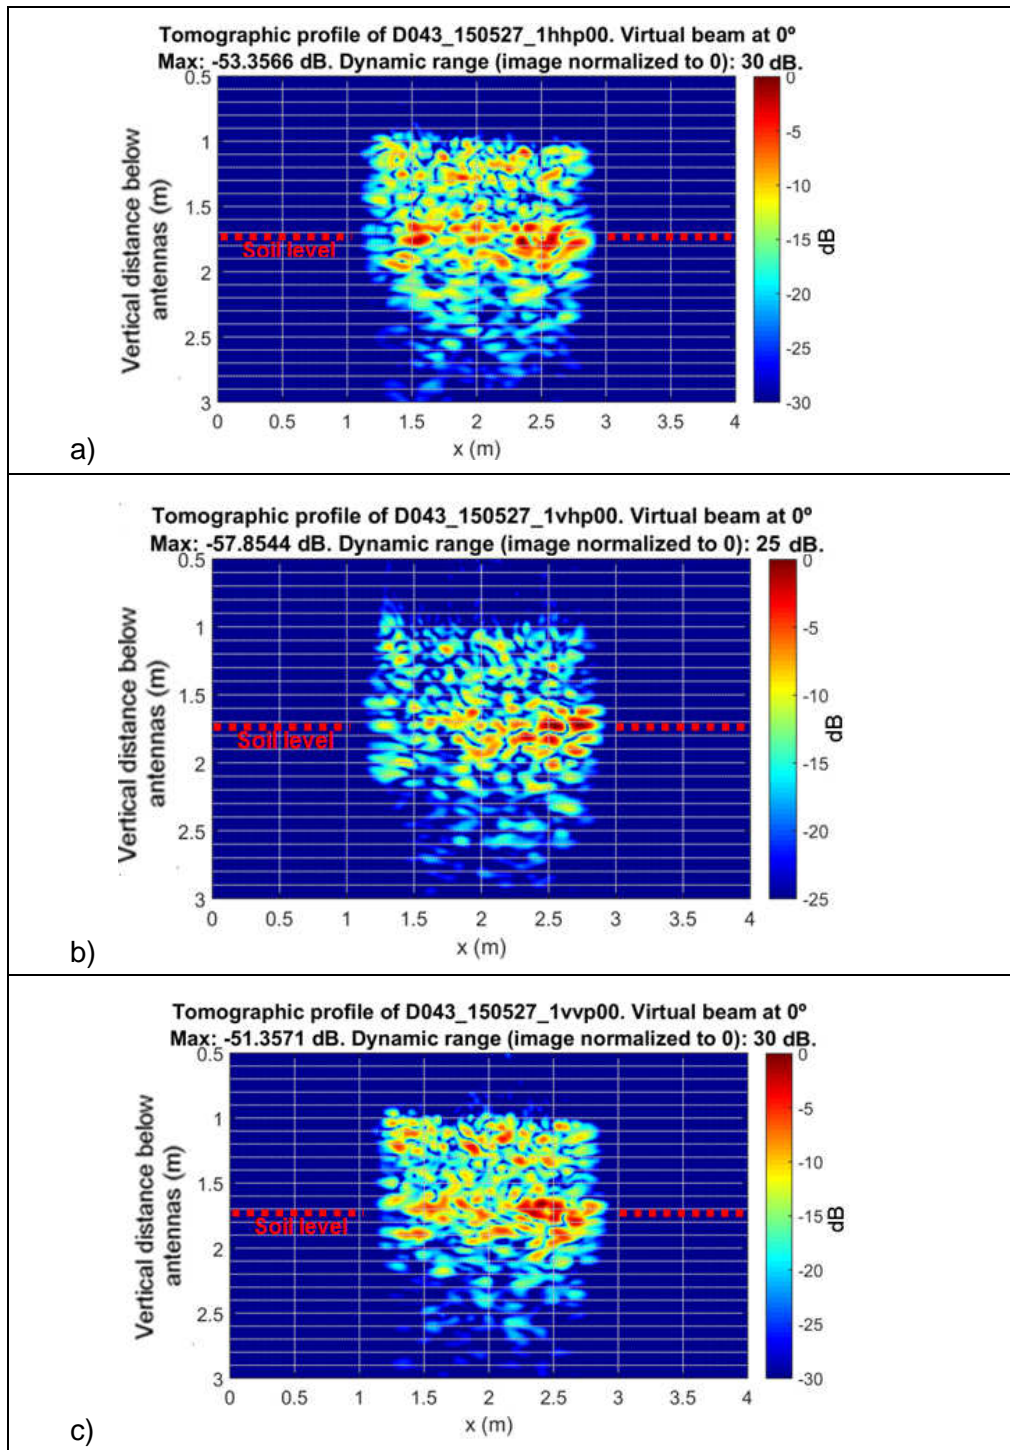 Tomographic profile of D043_150527_1hhp00. Virtual beam at 0º
Max: -53.3566 dB. Dynamic range (image normalized to 0): 30 dB.
Vertical distance below
antennas (m)
0.5
1
1.5
2
2.5
3
Soil level
0 0.5 1 1.5 2 2.5 3 3.5 4
x (m)
0
-5
-10
-15
-20
-25
-30
dB
a)
Tomographic profile of D043_150527_1vhp00. Virtual beam at 0º
Max: -57.8544 dB. Dynamic range (image normalized to 0): 25 dB.
Vertical distance below
antennas (m)
0.5
1
1.5
2
2.5
3
Soil level
0 0.5 1 1.5 2 2.5 3 3.5 4
x (m)
0
-5
-10
-15
-20
-25
dB
b)
Tomographic profile of D043_150527_1vvp00. Virtual beam at 0º
Max: -51.3571 dB. Dynamic range (image normalized to 0): 30 dB.
Vertical distance below
antennas (m)
0.5
1
1.5
2
2.5
3
Soil level
0 0.5 1 1.5 2 2.5 3 3.5 4
x (m)
0
-5
-10
-15
-20
-25
-30
dB
c)